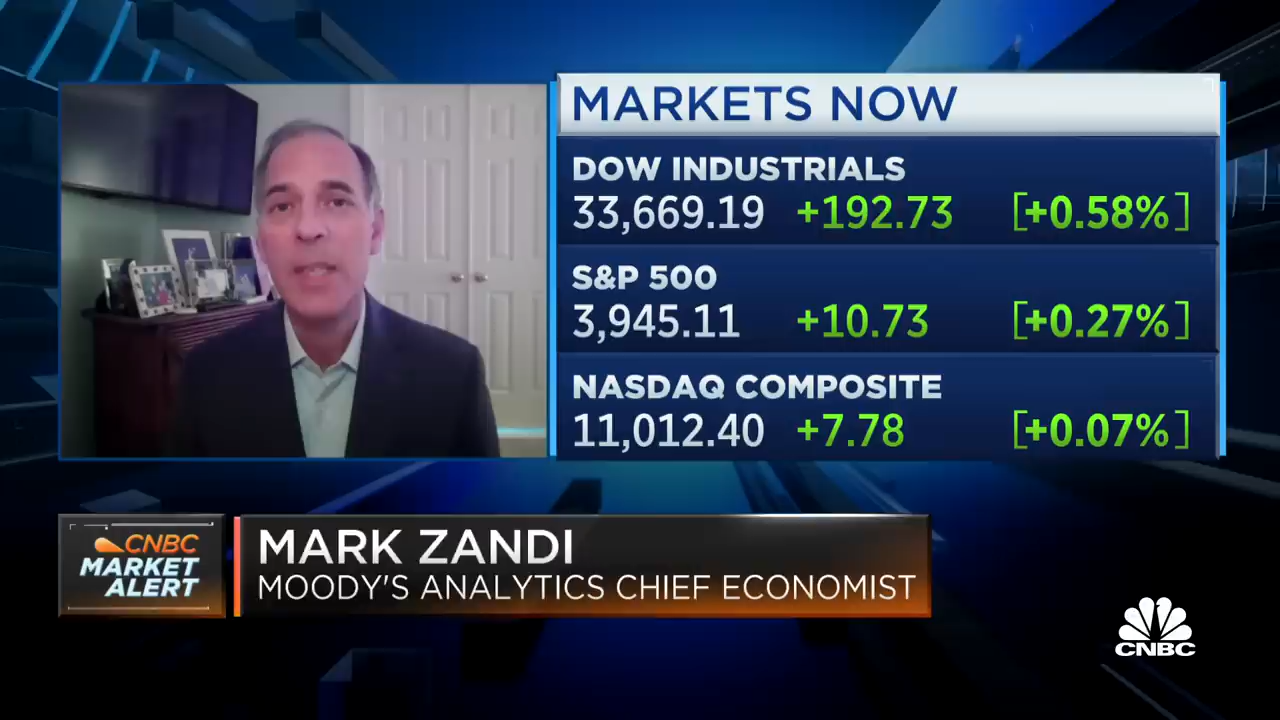 MARKETS NOW
DOW INDUSTRIALS
33,669.19 +192.73 [+0.58%]
S&P 500
3,945.11 +10.73 [+0.27%]
NASDAQ COMPOSITE
11,012.40 +7.78 [+0.07%]
CNBC
MARKET
ALERT
MARK ZANDI
MOODY'S ANALYTICS CHIEF ECONOMIST
CNBC